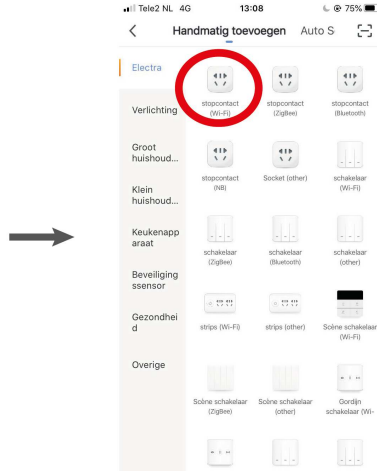 Tele2 NL 4G 13:08 75%
Handmatig toevoegen Auto S
Electra
Verlichting
Groot
huishoud...
Klein
huishoud...
Keukenapp
araat
Beveiliging
ssensor
Gezondhei
d
Overige
stopcontact
(Wi-Fi)
stopcontact
(ZigBee)
stopcontact
(Bluetooth)
stopcontact
(NB)
Socket (other)
schakelaar
(Wi-Fi)
schakelaar
(ZigBee)
schakelaar
(Bluetooth)
schakelaar
(other)
strips (Wi-Fi)
strips (other)
Scène schakelaar
(Wi-Fi)
Scène schakelaar
(ZigBee)
Scène schakelaar
(other)
Gordijn
schakelaar (Wi-